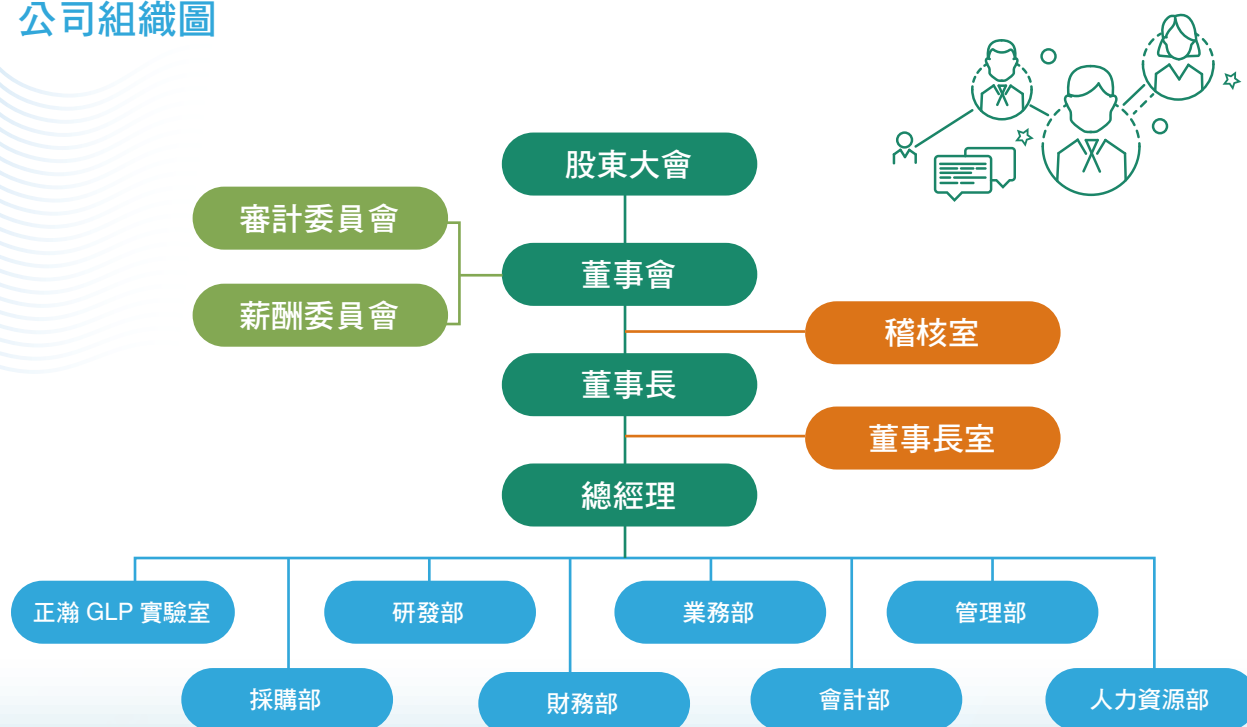 公司組織圖
股東大會
審計委員會
董事會
薪酬委員會
稽核室
董事長
董事長室
總經理
正瀚 GLP 實驗室
研發部
業務部
管理部
採購部
財務部
會計部
人力資源部